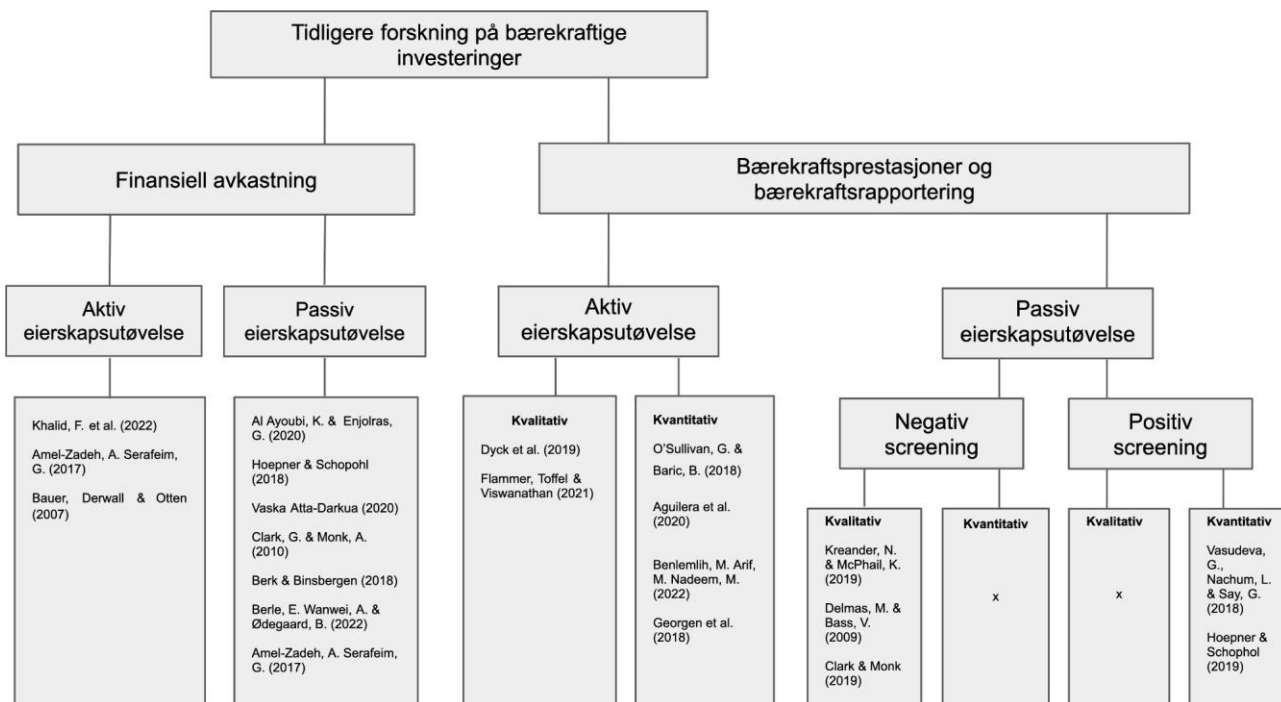 Tidligere forskning på bærekraftige
investeringer
Finansiell avkastning
Bærekraftsprestasjoner og
bærekraftsrapportering
Aktiv
eierskapsutøvelse
Passiv
eierskapsutøvelse
Aktiv
eierskapsutøvelse
Passiv
eierskapsutøvelse
Negativ
screening
Positiv
screening
Khalid, F. et al. (2022)
Amel-Zadeh, A. Serafeim,
G. (2017)
Bauer, Derwall & Otten
(2007)
Al Ayoubi, K. & Enjolras,
G. (2020)
Hoepner & Schopohl
(2018)
Vaska Atta-Darkua (2020)
Clark, G. & Monk, A.
(2010)
Berk & Binsbergen (2018)
Berle, E. Wanwei, A. &
Ødegaard, B. (2022)
Amel-Zadeh, A. Serafeim,
G. (2017)
Kvalitativ
Dyck et al. (2019)
Flammer, Toffel &
Viswanathan (2021)
Kvantitativ
O'Sullivan, G. &
Baric, B. (2018)
Aguilera et al.
(2020)
Benlemlih, M. Arif,
M. Nadeem, M.
(2022)
Georgen et al.
(2018)
Kvalitativ
Kreander, N.
& McPhail, K.
(2019)
Delmas, M. &
Bass, V.
(2009)
Clark & Monk
(2019)
Kvantitativ
x
Kvalitativ
x
Kvantitativ
Vasudeva,
G.,
Nachum, L.
& Say, G.
(2018)
Hoepner &
Schophol
(2019)